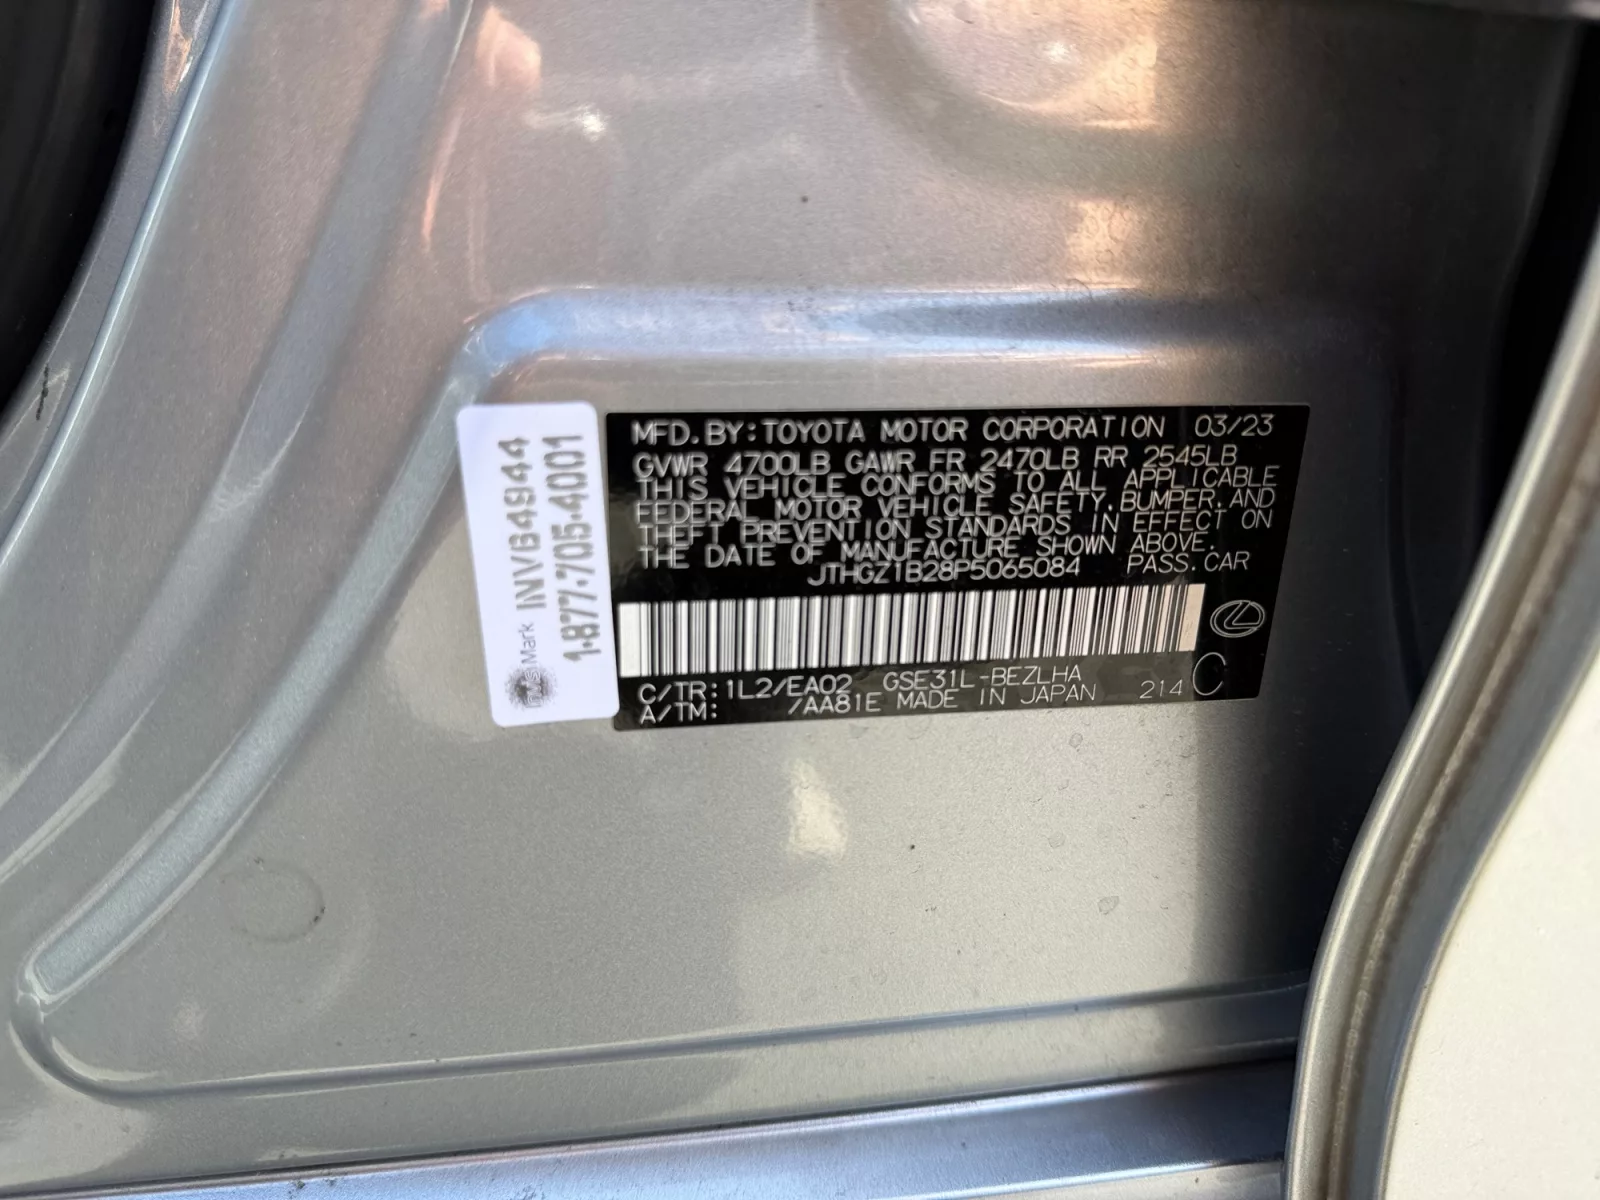 MFD.BY:TOYOTA MOTOR CORPORATION 03/23
GVWR 4700LB GAWR FR 2470LB RR 2545LB
THIS VEHICLE CONFORMS TO ALL APPLICABLE
FEDERAL MOTOR VEHICLE SAFETY,BUMPER,AND
THEFT PREVENTION STANDARDS IN EFFECT ON
THE DATE OF MANUFACTURE SHOWN ABOVE.
JTHGZ1B28P5065084 PASS.CAR
C/TR:1L2/EA02 GSE31L-BEZLHA
A/TM: /AA81E MADE IN JAPAN 214 C
Mark INV64944
1·877·705·4001